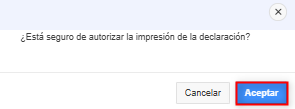 ¿Está seguro de autorizar la impresión de la declaración?
Cancelar Aceptar